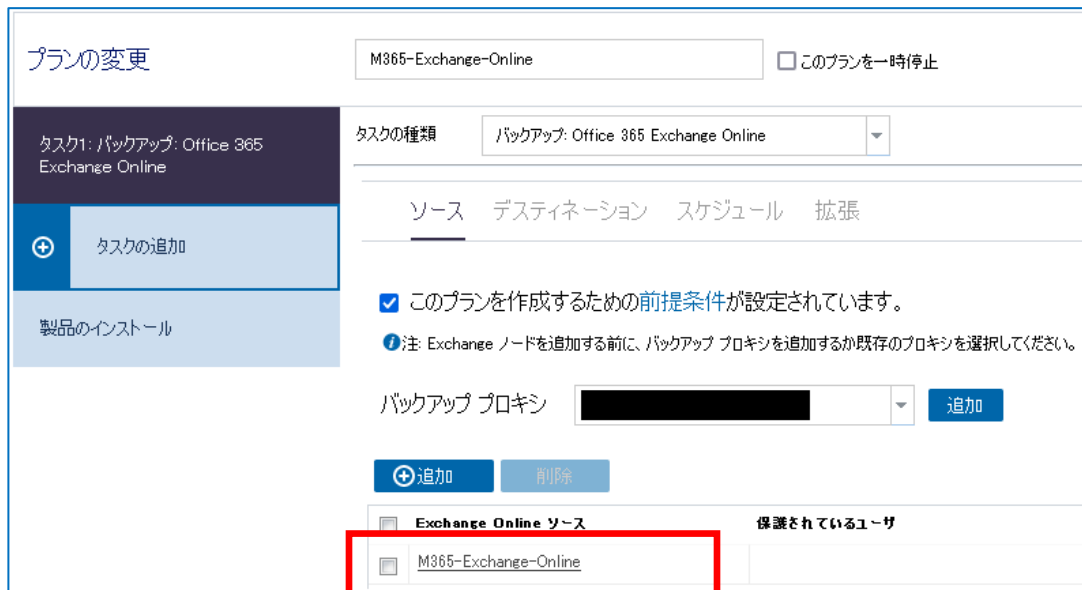 プランの変更
M365-Exchange-Online
このプランを一時停止
タスク1: バックアップ: Office 365
Exchange Online
タスクの種類
バックアップ: Office 365 Exchange Online
ソース デスティネーション スケジュール 拡張
タスクの追加
製品のインストール
このプランを作成するための前提条件が設定されています。
注: Exchange ノードを追加する前に、バックアップ プロキシを追加するか既存のプロキシを選択してください。
バックアップ プロキシ
追加
追加
削除
Exchange Online ソース
保護されているユーザ
M365-Exchange-Online